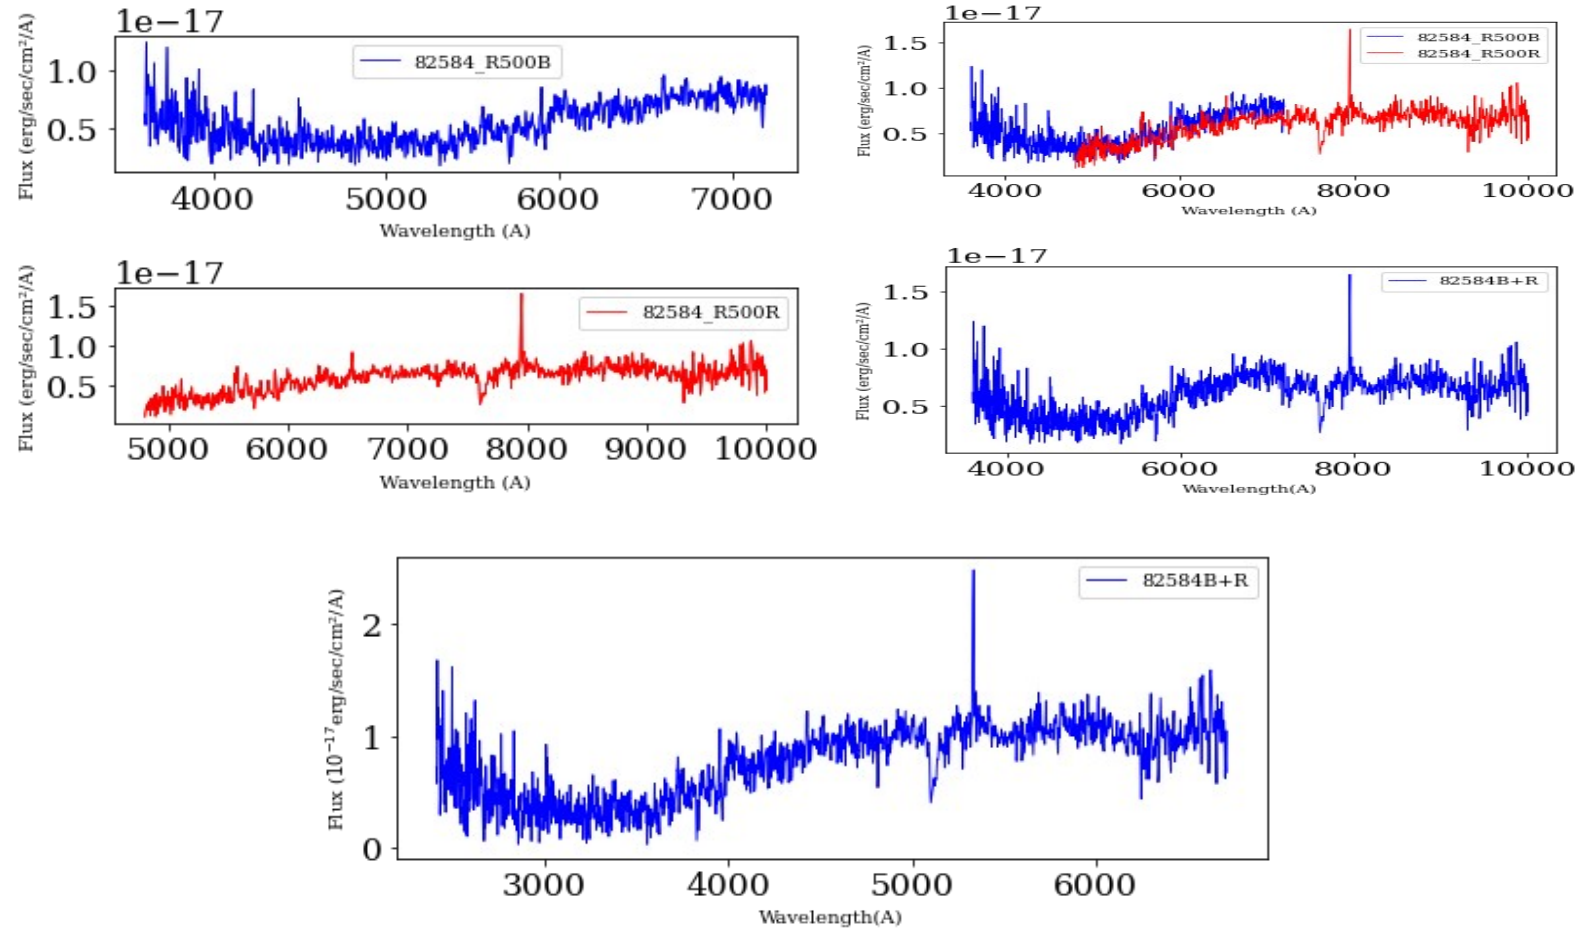 1e−17
Flux (erg/sec/cm²/A)
1.0
0.5
82584_R500B
4000 5000 6000 7000
Wavelength (A)
1e−17
Flux (erg/sec/cm²/A)
1.5
1.0
0.5
82584_R500B
82584_R500R
4000 6000 8000 10000
Wavelength (A)
1e−17
Flux (erg/sec/cm²/A)
1.5
1.0
0.5
82584_R500R
5000 6000 7000 8000 9000 10000
Wavelength (A)
1e−17
Flux (erg/sec/cm²/A)
1.5
1.0
0.5
82584B+R
4000 6000 8000 10000
Wavelength(A)
Flux (10⁻¹⁷erg/sec/cm²/A)
2
1
0
82584B+R
3000 4000 5000 6000
Wavelength(A)